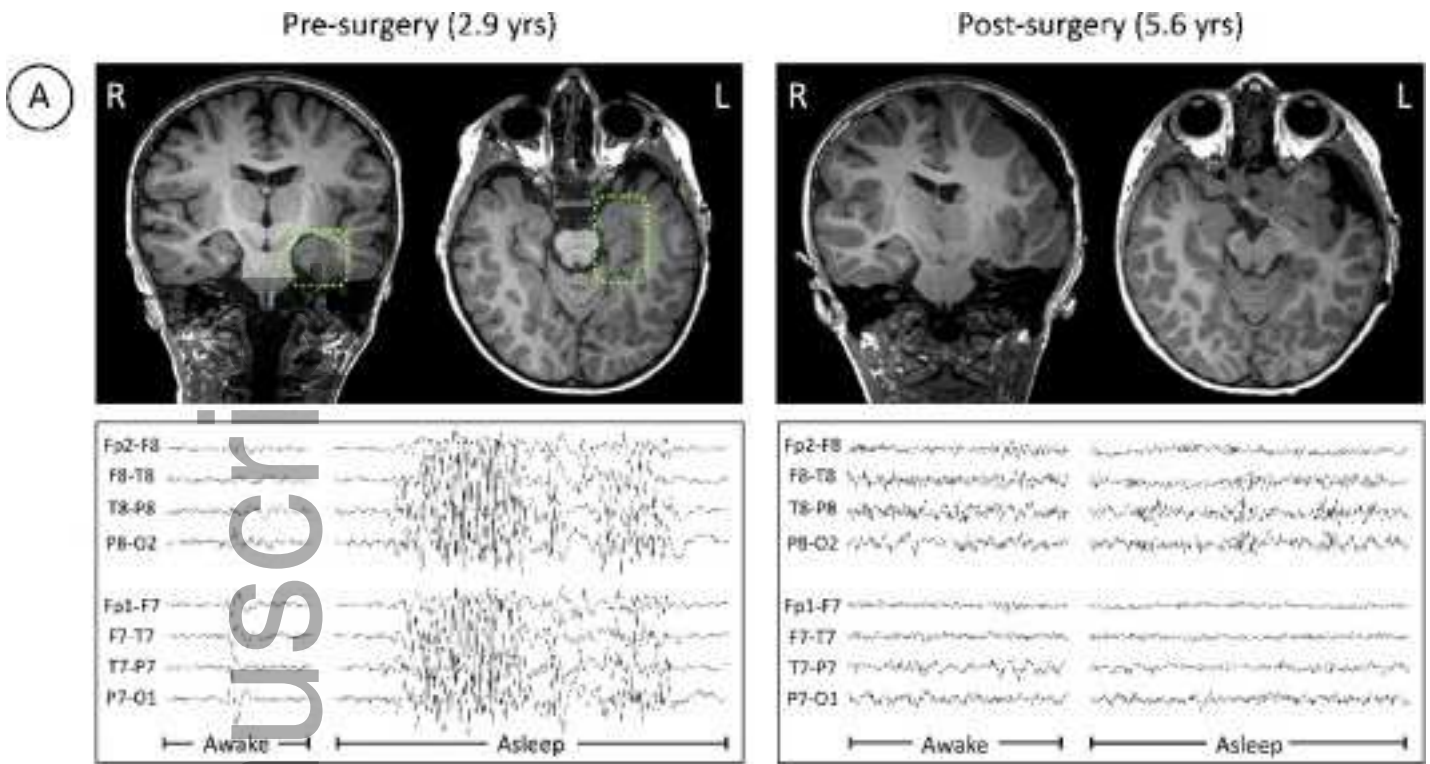 Pre-surgery (2.9 yrs)
Post-surgery (5.6 yrs)
A
R
L
R
L
Fp2-F8
F8-T8
T8-P8
P8-O2
Fp1-F7
F7-T7
T7-P7
P7-O1
Awake
Asleep
Fp2-F8
F8-T8
T8-P8
P8-O2
Fp1-F7
F7-T7
T7-P7
P7-O1
Awake
Asleep
uscri